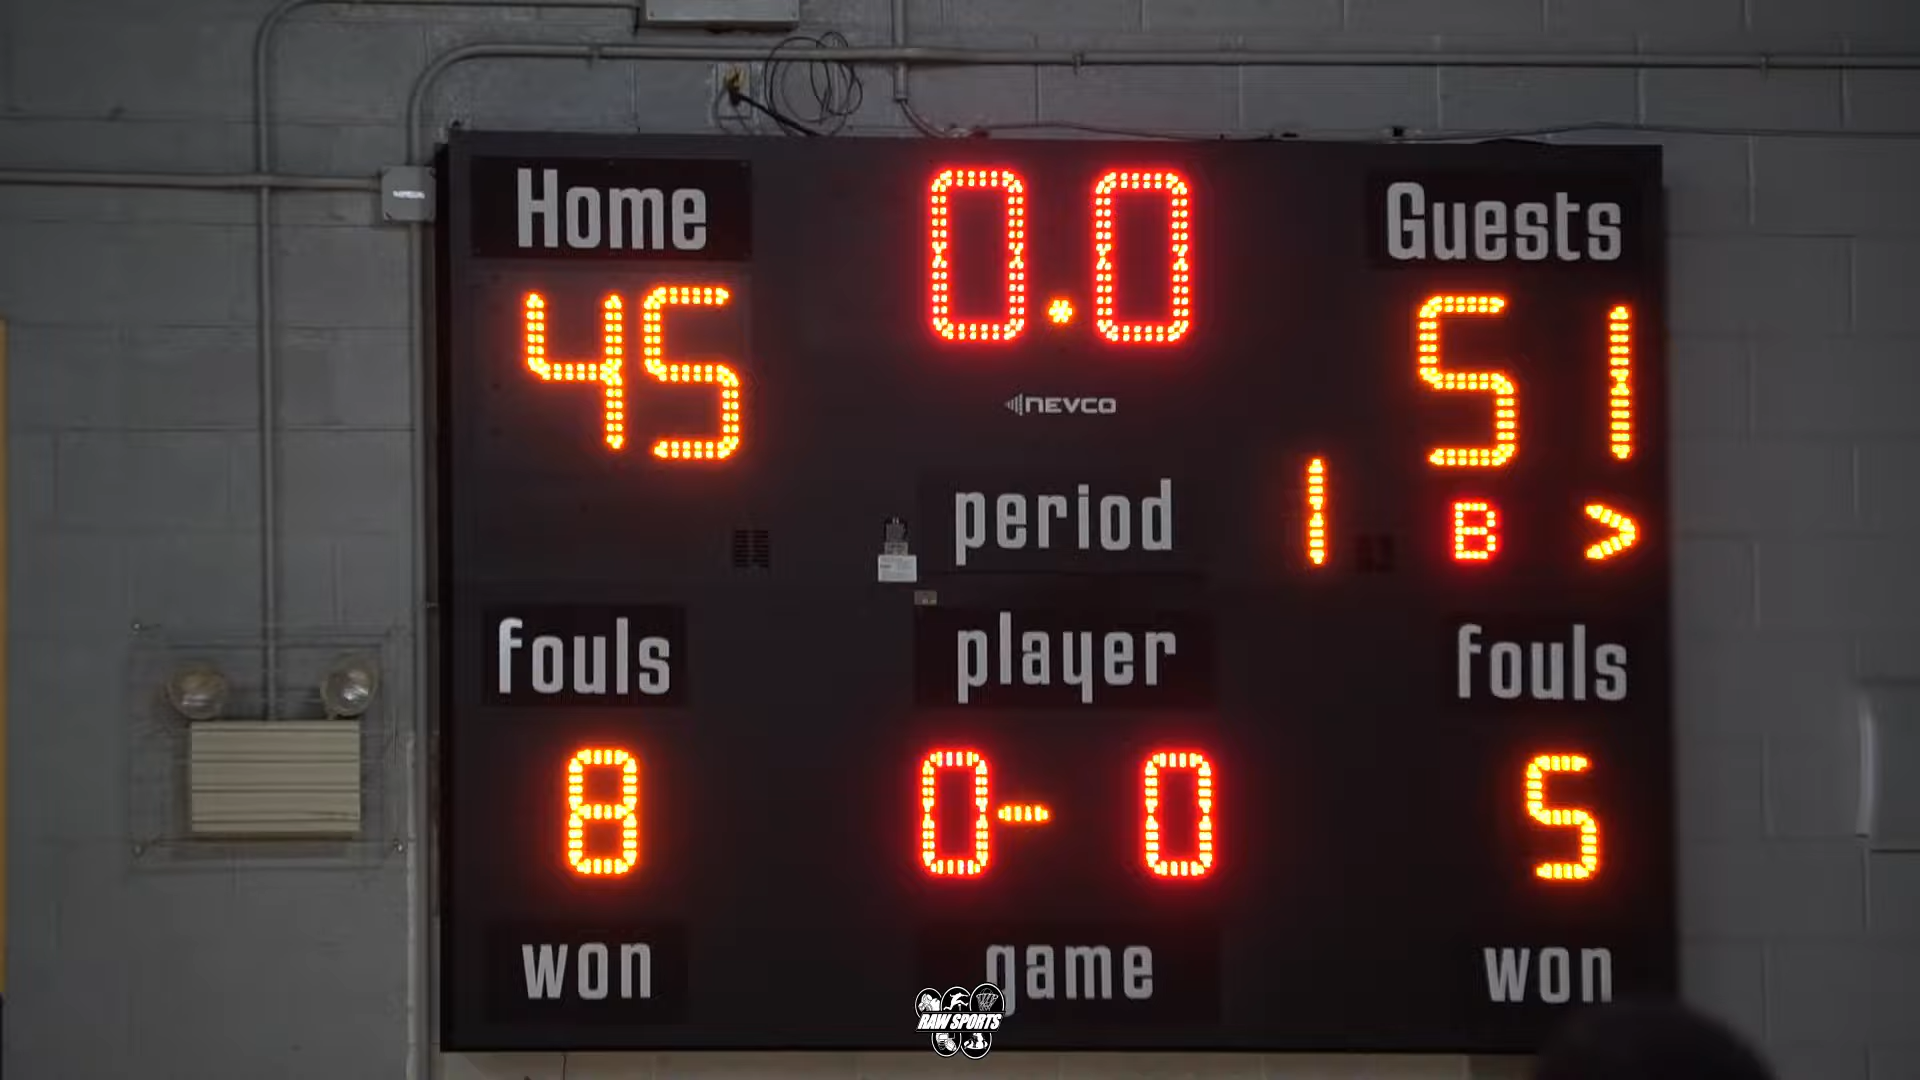 Home 0.0 Guests
45 51
NEVCO
period 1 B >
fouls player fouls
8 0-0 5
won game won
RAW SPORTS